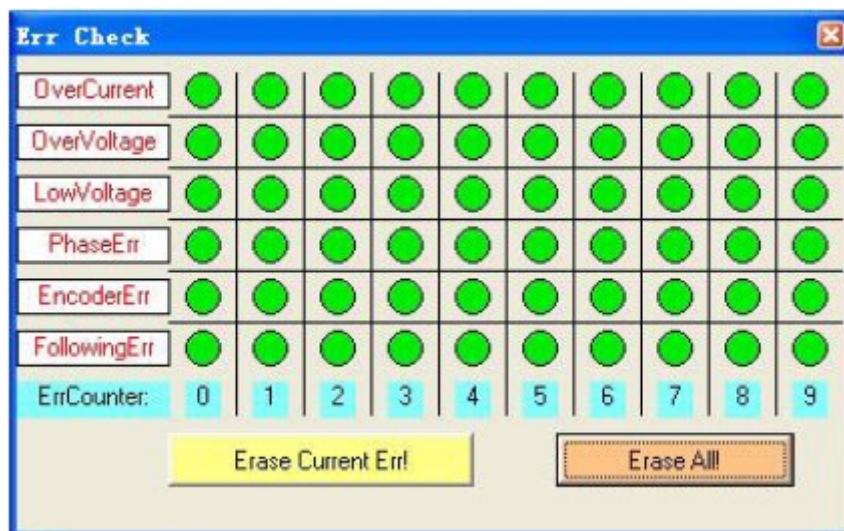 Err Check
OverCurrent
OverVoltage
LowVoltage
PhaseErr
EncoderErr
FollowingErr
ErrCounter: 0 1 2 3 4 5 6 7 8 9
Erase Current Err! Erase All!